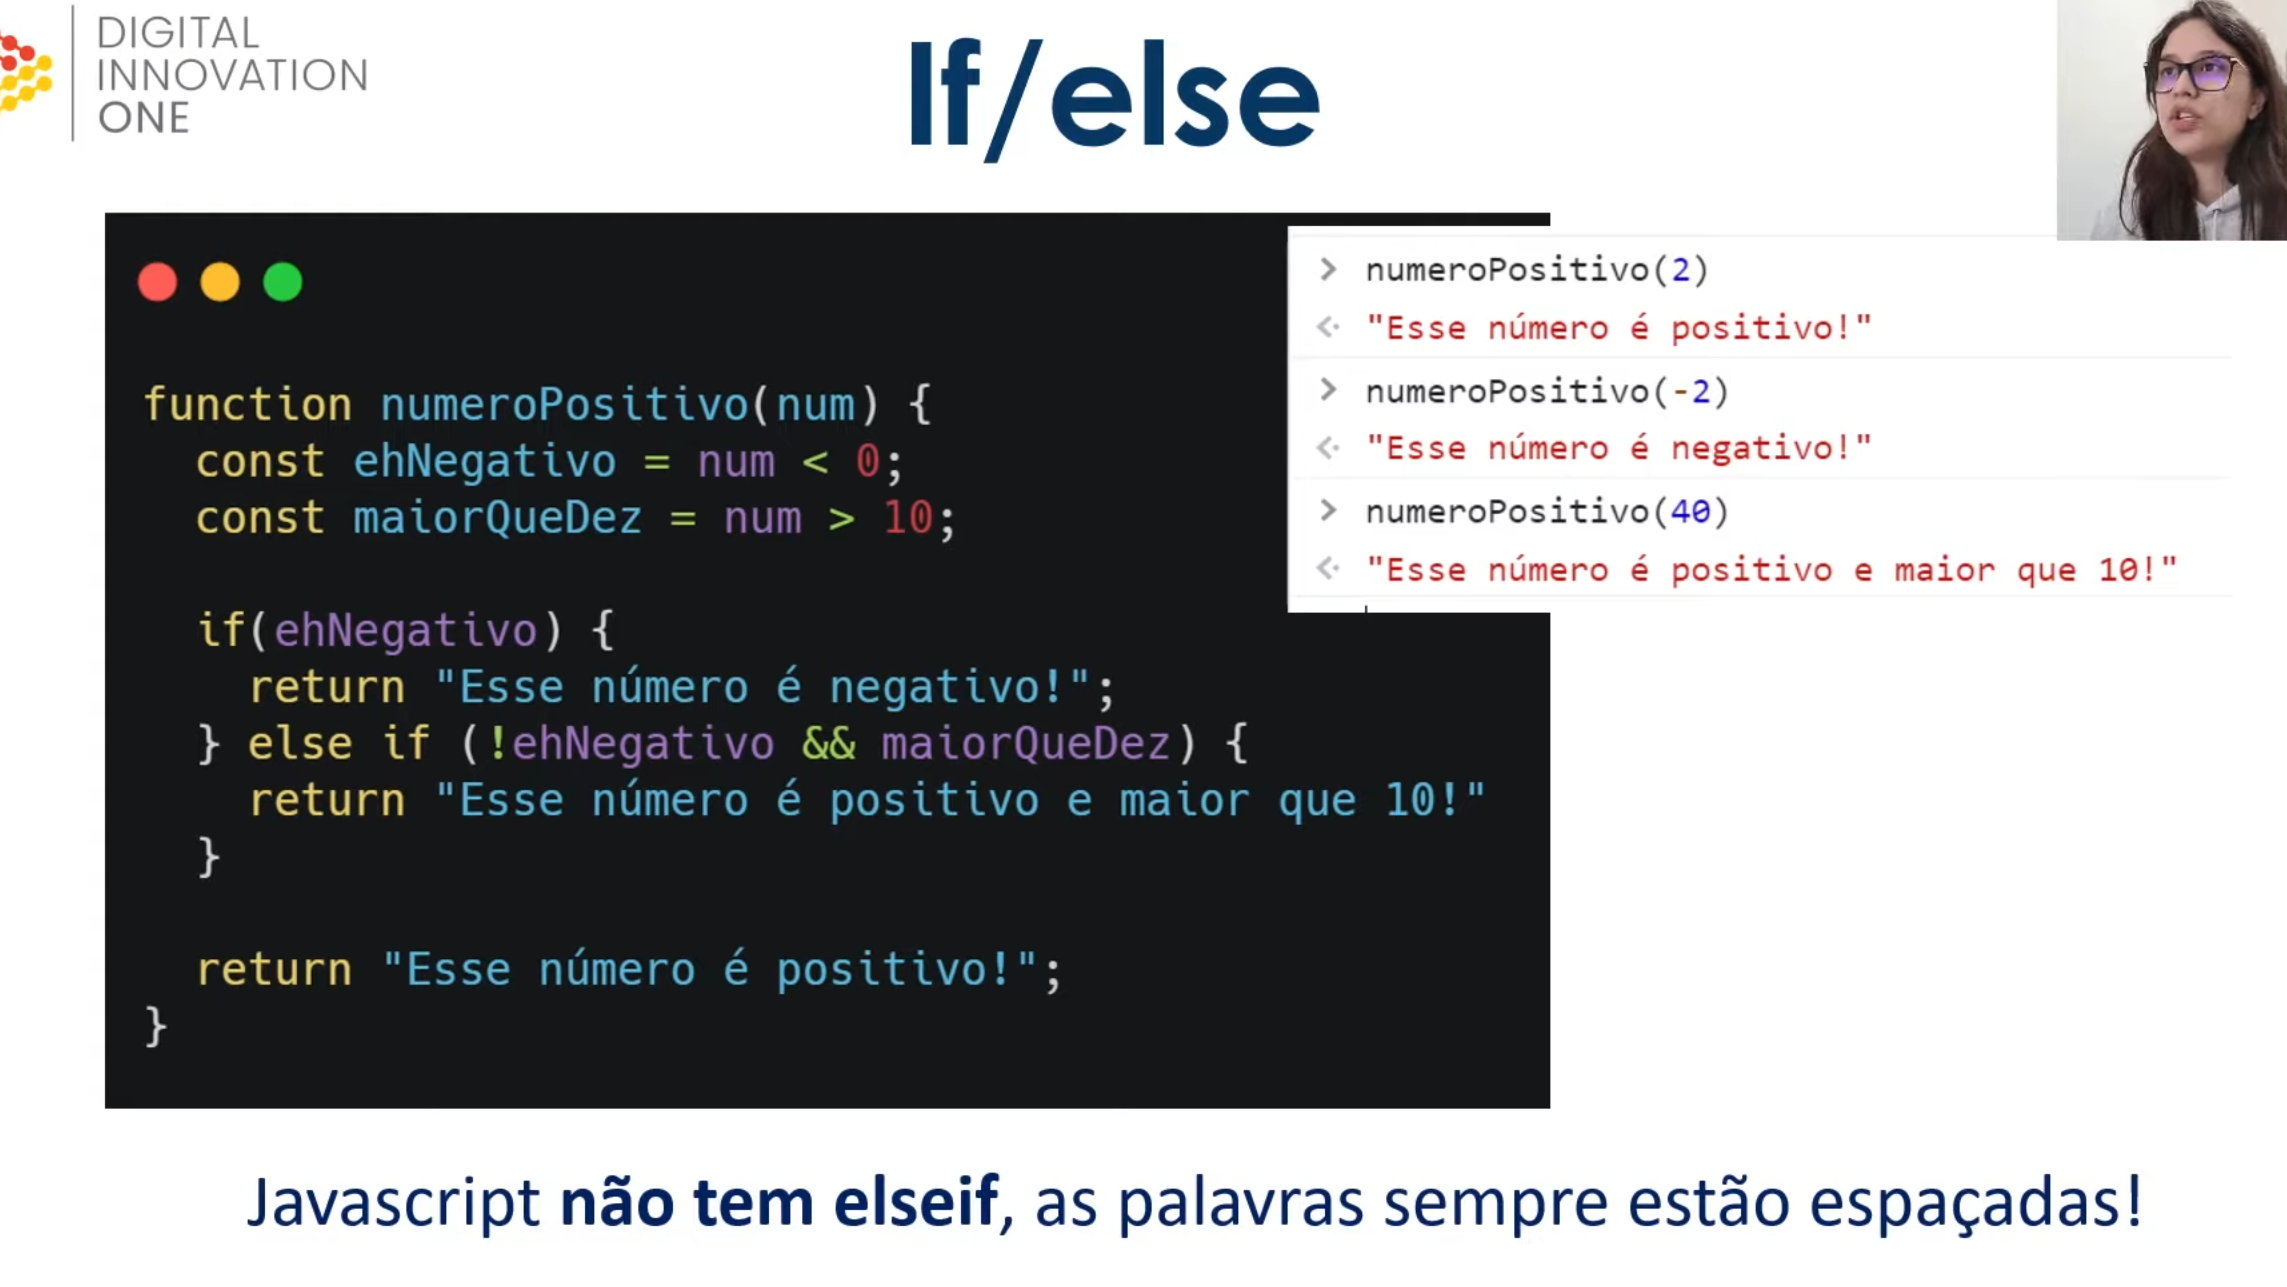 DIGITAL
INNOVATION
ONE
If/else
function numeroPositivo(num) {
const ehNegativo = num < 0;
const maiorQueDez = num > 10;
if(ehNegativo) {
return "Esse número é negativo!";
} else if (!ehNegativo && maiorQueDez) {
return "Esse número é positivo e maior que 10!"
}
return "Esse número é positivo!";
}
> numeroPositivo(2)
"Esse número é positivo!"
> numeroPositivo(-2)
"Esse número é negativo!"
> numeroPositivo(40)
"Esse número é positivo e maior que 10!"
Javascript não tem elseif, as palavras sempre estão espaçadas!